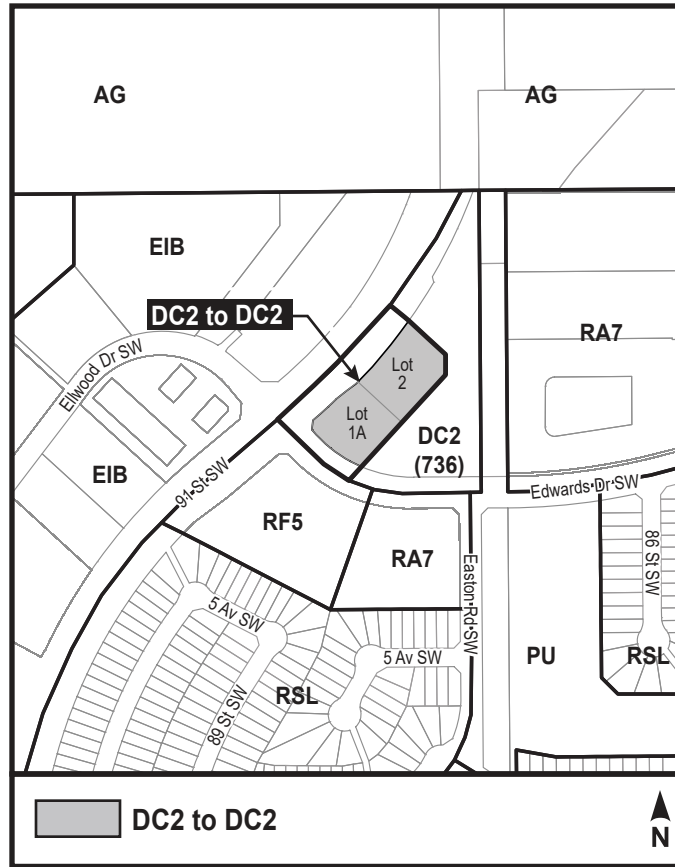 AG
AG
EIB
DC2 to DC2
RA7
Ellwood Dr SW
Lot
2
Lot
1A
DC2
(736)
EIB
91 St SW
Edwards Dr SW
RF5
RA7
86 St SW
Easton Rd SW
5 Av SW
5 Av SW
PU
RSL
RSL
89 St SW
DC2 to DC2
N